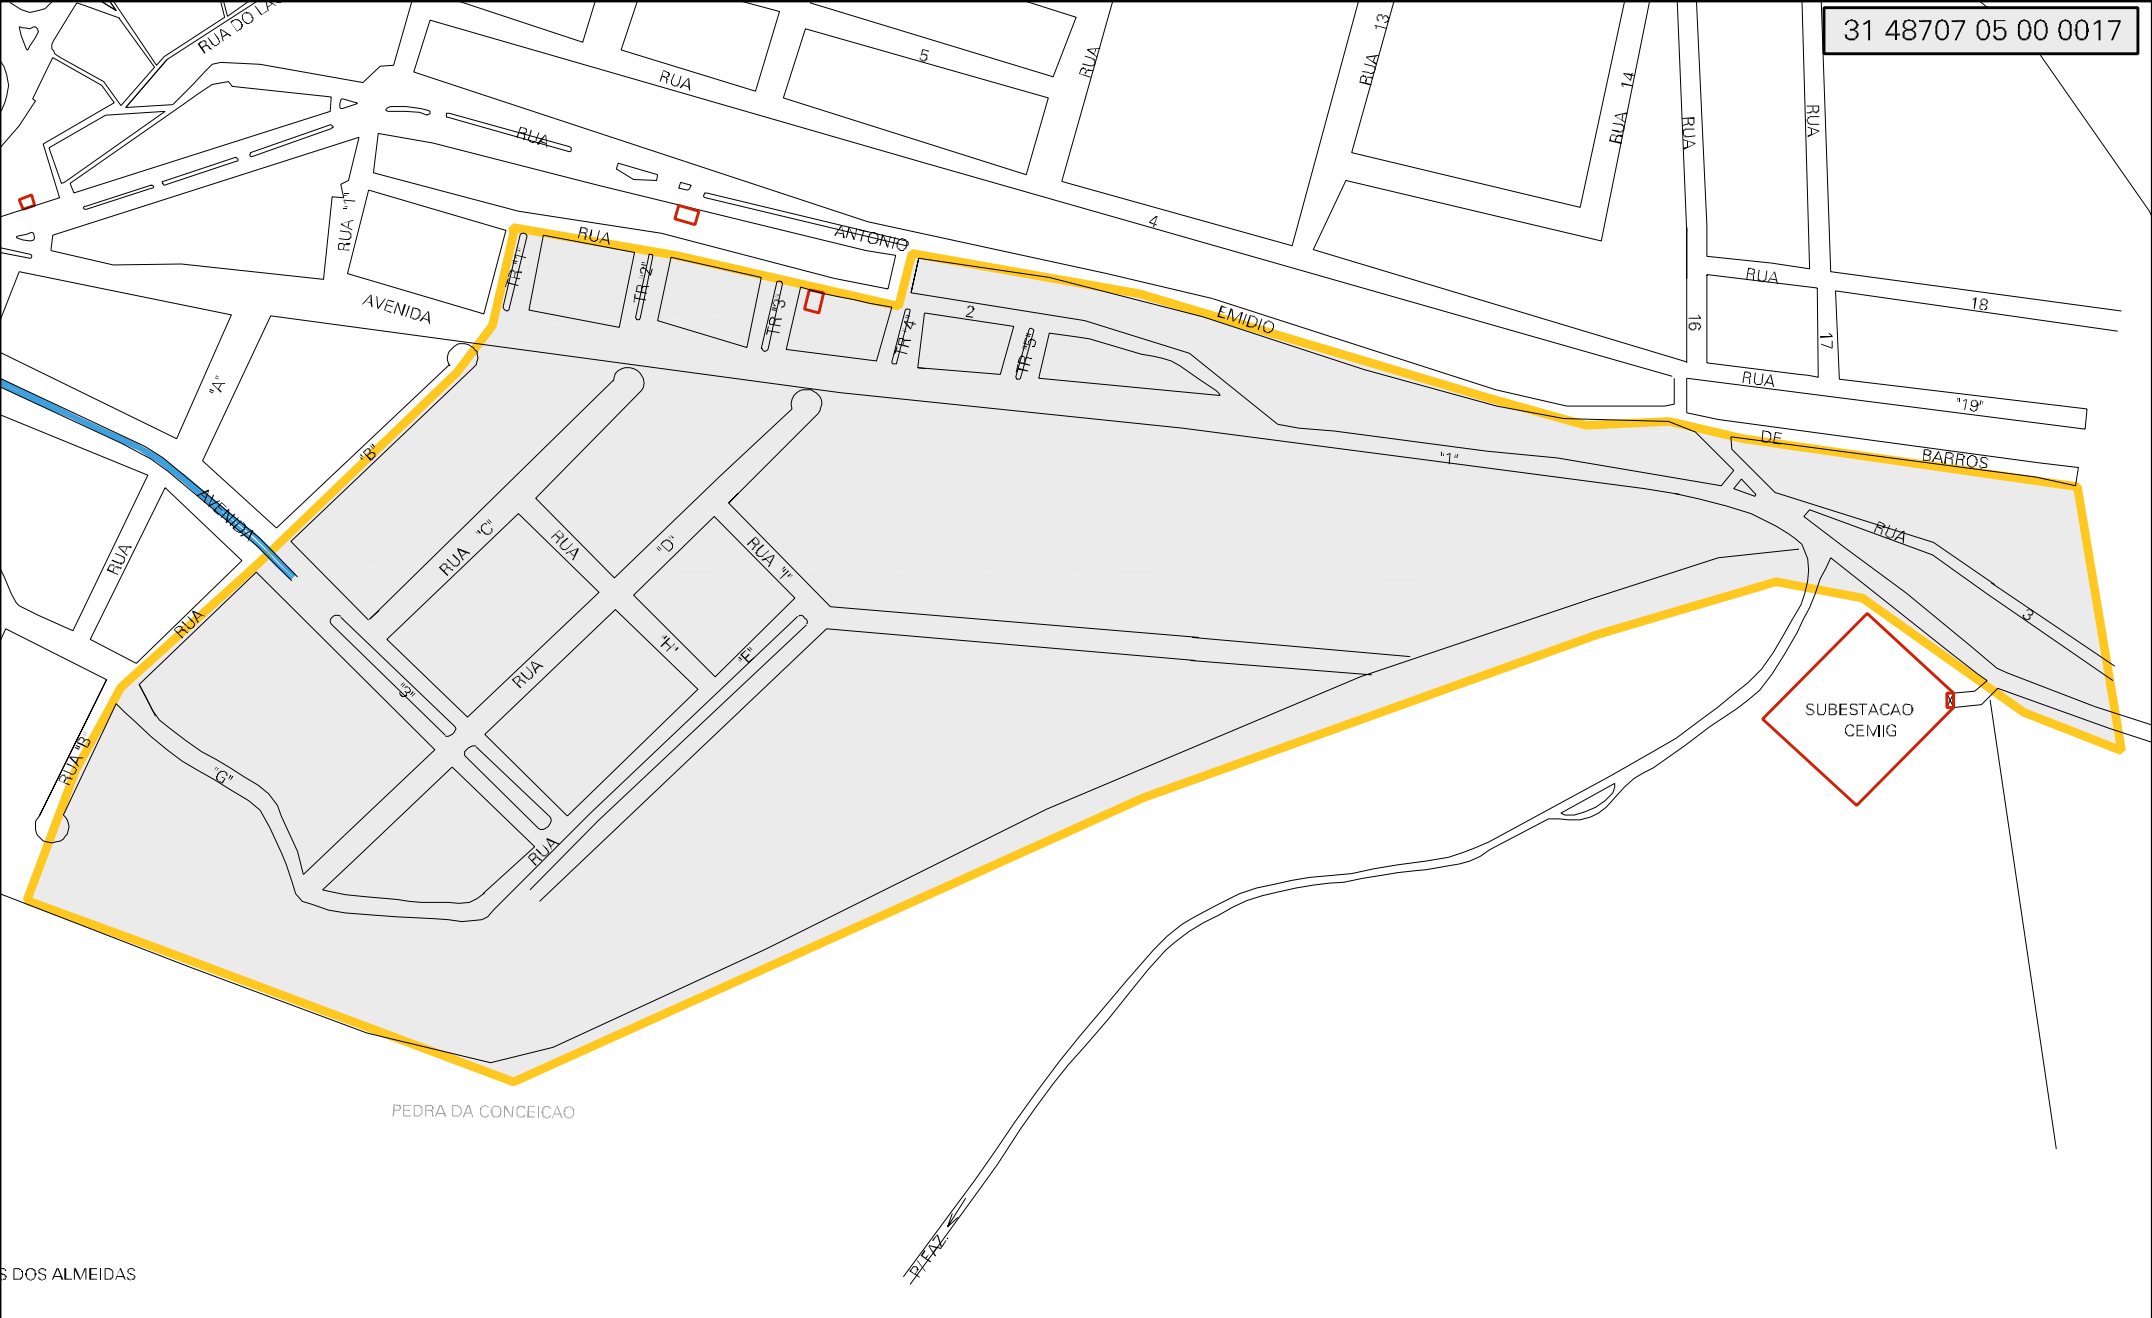 31 48707 05 00 0017
RUA DO LA
5
RUA
RUA
RUA
13
RUA
14
RUA
RUA
RUA
RUA
RUA "1"
4
RUA
ANTONIO
TR "1"
TR "2"
TR "3"
TR "4"
TR "5"
2
AVENIDA
EMIDIO
RUA
18
16
17
RUA
"19"
"A"
"B"
"1"
DE
BARROS
AVENIDA
RUA
RUA "C"
RUA
"D"
RUA "I"
RUA
3
RUA
"H"
"F"
RUA
"3"
RUA "B"
"G"
RUA
SUBESTACAO
CEMIG
PEDRA DA CONCEICAO
P/ FAZ.
S DOS ALMEIDAS